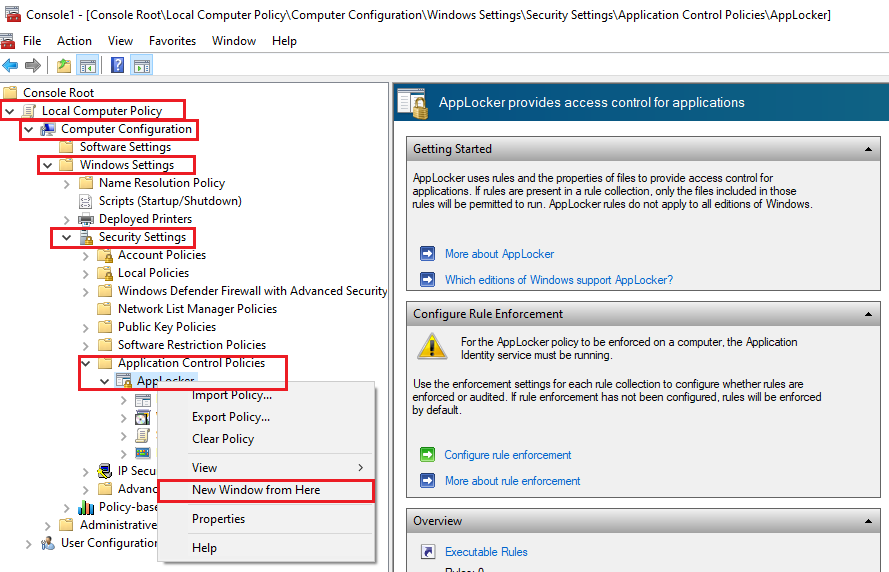 Console1 - [Console Root\Local Computer Policy\Computer Configuration\Windows Settings\Security Settings\Application Control Policies\AppLocker]
File Action View Favorites Window Help
Console Root
Local Computer Policy
Computer Configuration
Software Settings
Windows Settings
Name Resolution Policy
Scripts (Startup/Shutdown)
Deployed Printers
Security Settings
Account Policies
Local Policies
Windows Defender Firewall with Advanced Security
Network List Manager Policies
Public Key Policies
Software Restriction Policies
Application Control Policies
AppLocker
IP Secu
Advan
Policy-base
Administrative
User Configuration
Import Policy...
Export Policy...
Clear Policy
View
New Window from Here
Properties
Help
AppLocker provides access control for applications
Getting Started
AppLocker uses rules and the properties of files to provide access control for
applications. If rules are present in a rule collection, only the files included in those
rules will be permitted to run. AppLocker rules do not apply to all editions of Windows.
More about AppLocker
Which editions of Windows support AppLocker?
Configure Rule Enforcement
For the AppLocker policy to be enforced on a computer, the Application
Identity service must be running.
Use the enforcement settings for each rule collection to configure whether rules are
enforced or audited. If rule enforcement has not been configured, rules will be enforced
by default.
Configure rule enforcement
More about rule enforcement
Overview
Executable Rules
Rules: 0